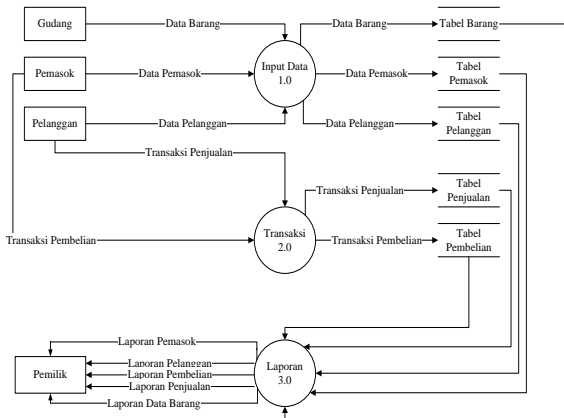 Gudang
Data Barang
Data Barang
Tabel Barang
Pemasok
Data Pemasok
Input Data
1.0
Data Pemasok
Tabel
Pemasok
Pelanggan
Data Pelanggan
Data Pelanggan
Tabel
Pelanggan
Transaksi Penjualan
Transaksi Penjualan
Tabel
Penjualan
Transaksi Pembelian
Transaksi
2.0
Transaksi Pembelian
Tabel
Pembelian
Laporan Pemasok
Laporan Pelanggan
Pemilik
Laporan Pembelian
Laporan
3.0
Laporan Penjualan
Laporan Data Barang